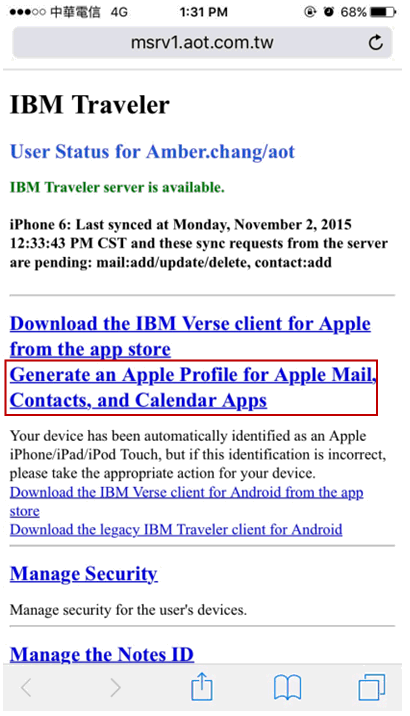 中華電信 4G 1:31 PM 68%
msrv1.aot.com.tw
IBM Traveler
User Status for Amber.chang/aot
IBM Traveler server is available.
iPhone 6: Last synced at Monday, November 2, 2015
12:33:43 PM CST and these sync requests from the server
are pending: mail:add/update/delete, contact:add
Download the IBM Verse client for Apple
from the app store
Generate an Apple Profile for Apple Mail,
Contacts, and Calendar Apps
Your device has been automatically identified as an Apple
iPhone/iPad/iPod Touch, but if this identification is incorrect,
please take the appropriate action for your device.
Download the IBM Verse client for Android from the app
store
Download the legacy IBM Traveler client for Android
Manage Security
Manage security for the user's devices.
Manage the Notes ID